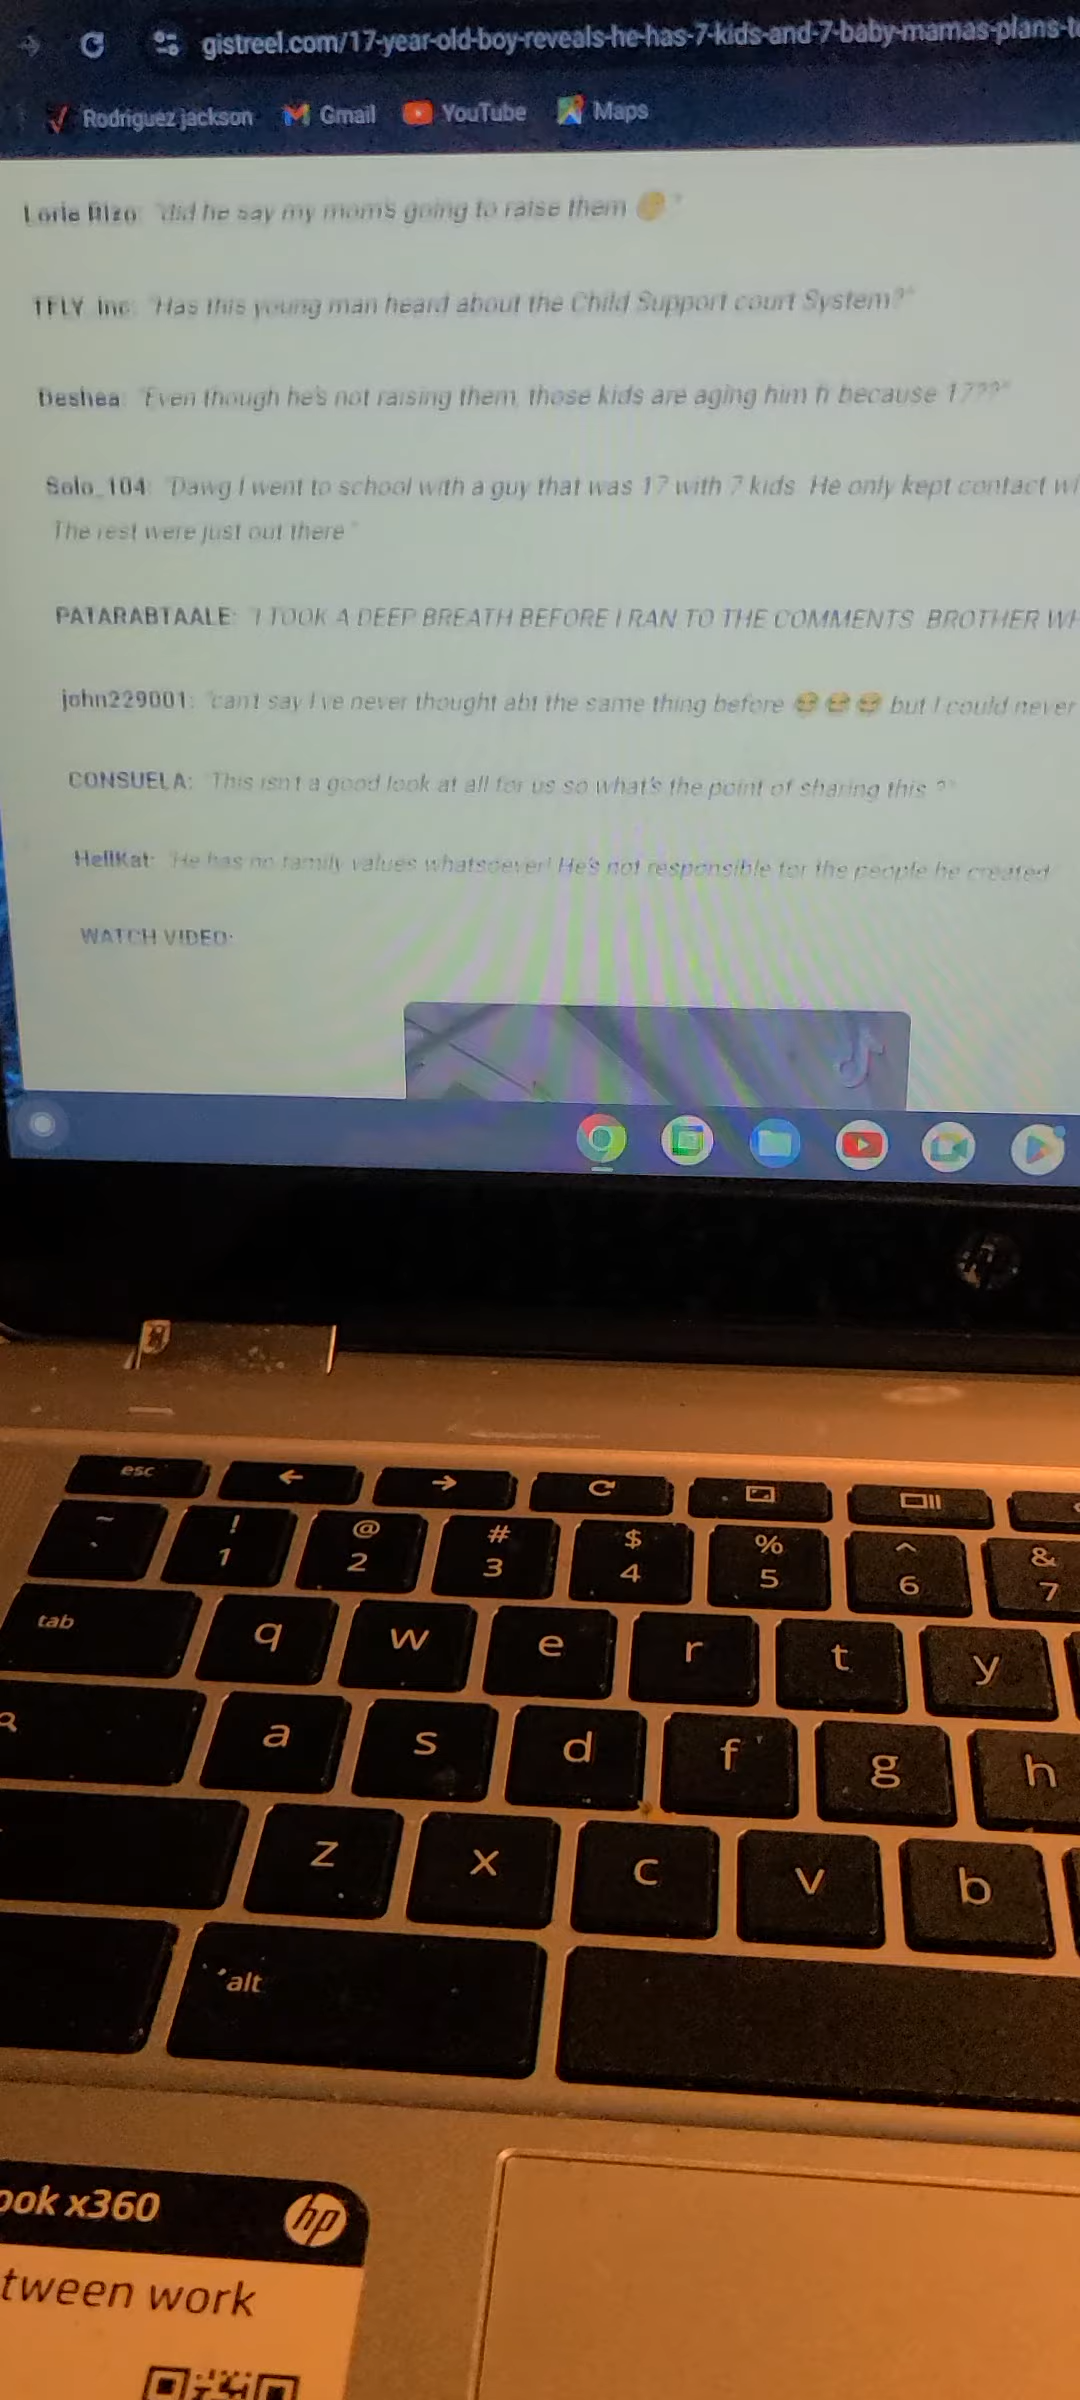 gistreel.com/17-year-old-boy-reveals-he-has-7-kids-and-7-baby-mamas-plans-t
Rodriguez jackson Gmail YouTube Maps
Lorie Rizo: "did he say my mom's going to raise them 🤔"
TFLY Inc: "Has this young man heard about the Child Support court System?"
Deshea: "Even though he's not raising them, those kids are aging him fr because 17??"
Solo_104: "Dawg I went to school with a guy that was 17 with 7 kids. He only kept contact wi
The rest were just out there"
PATARABTAALE: "I TOOK A DEEP BREATH BEFORE I RAN TO THE COMMENTS BROTHER WH
john229001: "cant say I've never thought abt the same thing before 😂😂😂 but I could never
CONSUELA: "This isn't a good look at all for us so what's the point of sharing this ?"
HellKat: "He has no family values whatsoever! He's not responsible for the people he created
WATCH VIDEO:
hp
esc
~ ! @ # $ % ^ &
` 1 2 3 4 5 6 7
tab q w e r t y
a s d f g h
z x c v b
alt
ook x360 hp
tween work